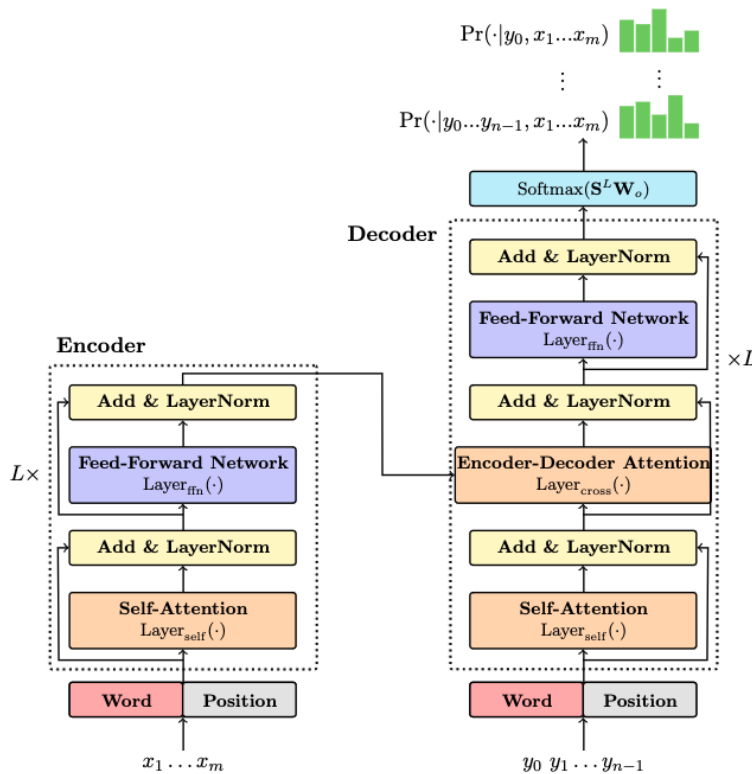 Pr(·|y₀, x₁...xₘ)
⋮ ⋮
Pr(·|y₀...yₙ₋₁, x₁...xₘ)
Softmax(S^L Wₒ)
Decoder
Add & LayerNorm
Feed-Forward Network
Layer_ffn(·)
×L
Add & LayerNorm
Encoder-Decoder Attention
Layer_cross(·)
Add & LayerNorm
Self-Attention
Layer_self(·)
Word Position
y₀ y₁ ... yₙ₋₁
Encoder
Add & LayerNorm
L×
Feed-Forward Network
Layer_ffn(·)
Add & LayerNorm
Self-Attention
Layer_self(·)
Word Position
x₁ ... xₘ